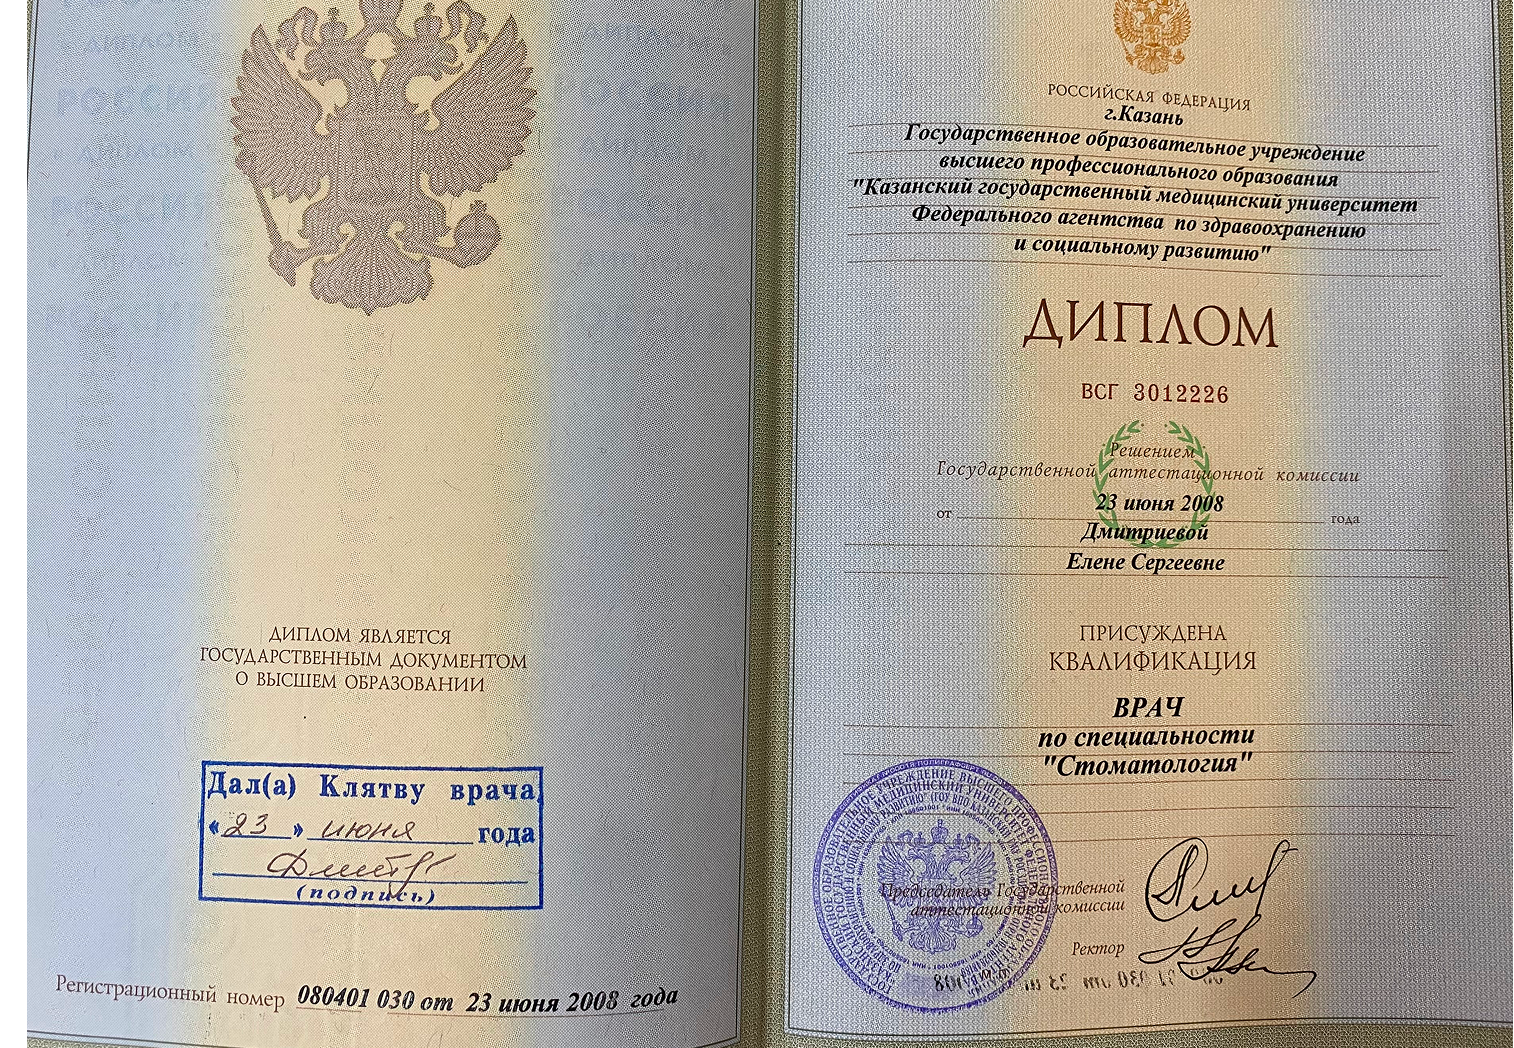 ДИПЛОМ ЯВЛЯЕТСЯ
ГОСУДАРСТВЕННЫМ ДОКУМЕНТОМ
О ВЫСШЕМ ОБРАЗОВАНИИ
Дал(а) Клятву врача
«23» июня года
(подпись)
Регистрационный номер 080401 030 от 23 июня 2008 года
РОССИЙСКАЯ ФЕДЕРАЦИЯ
г.Казань
Государственное образовательное учреждение
высшего профессионального образования
"Казанский государственный медицинский университет
Федерального агентства по здравоохранению
и социальному развитию"
ДИПЛОМ
ВСГ 3012226
Решением
Государственной аттестационной комиссии
от 23 июня 2008 года
Дмитриевой
Елене Сергеевне
ПРИСУЖДЕНА
КВАЛИФИКАЦИЯ
ВРАЧ
по специальности
"Стоматология"
Председатель Государственной
аттестационной комиссии
Ректор